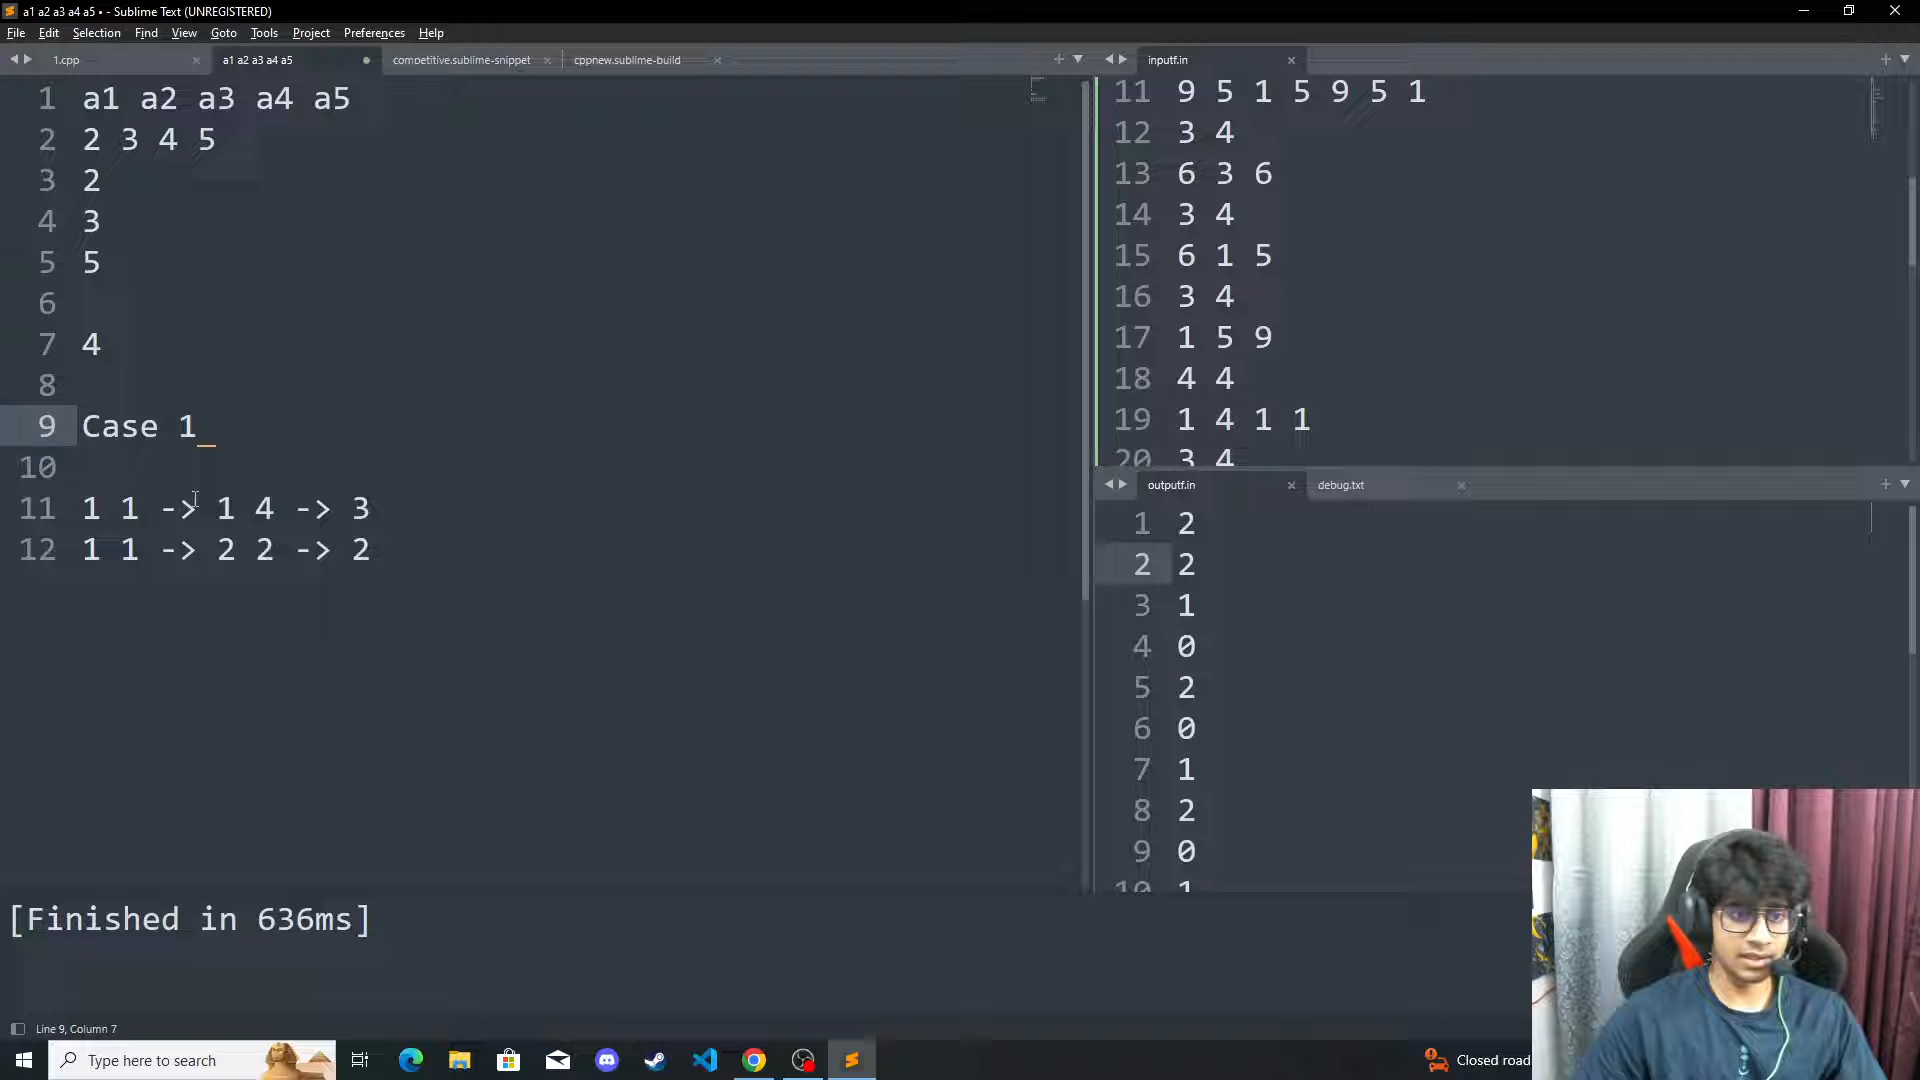 a1 a2 a3 a4 a5 • - Sublime Text (UNREGISTERED)
File Edit Selection Find View Goto Tools Project Preferences Help
1.cpp a1 a2 a3 a4 a5 competitive.sublime-snippet cppnew.sublime-build
1 a1 a2 a3 a4 a5
2 2 3 4 5
3 2
4 3
5 5
6
7 4
8
9 Case 1
10
11 1 1 -> 1 4 -> 3
12 1 1 -> 2 2 -> 2
inputf.in
11 9 5 1 5 9 5 1
12 3 4
13 6 3 6
14 3 4
15 6 1 5
16 3 4
17 1 5 9
18 4 4
19 1 4 1 1
20 3 4
outputf.in debug.txt
1 2
2 2
3 1
4 0
5 2
6 0
7 1
8 2
9 0
10 1
[Finished in 636ms]
Line 9, Column 7
Type here to search
Closed road